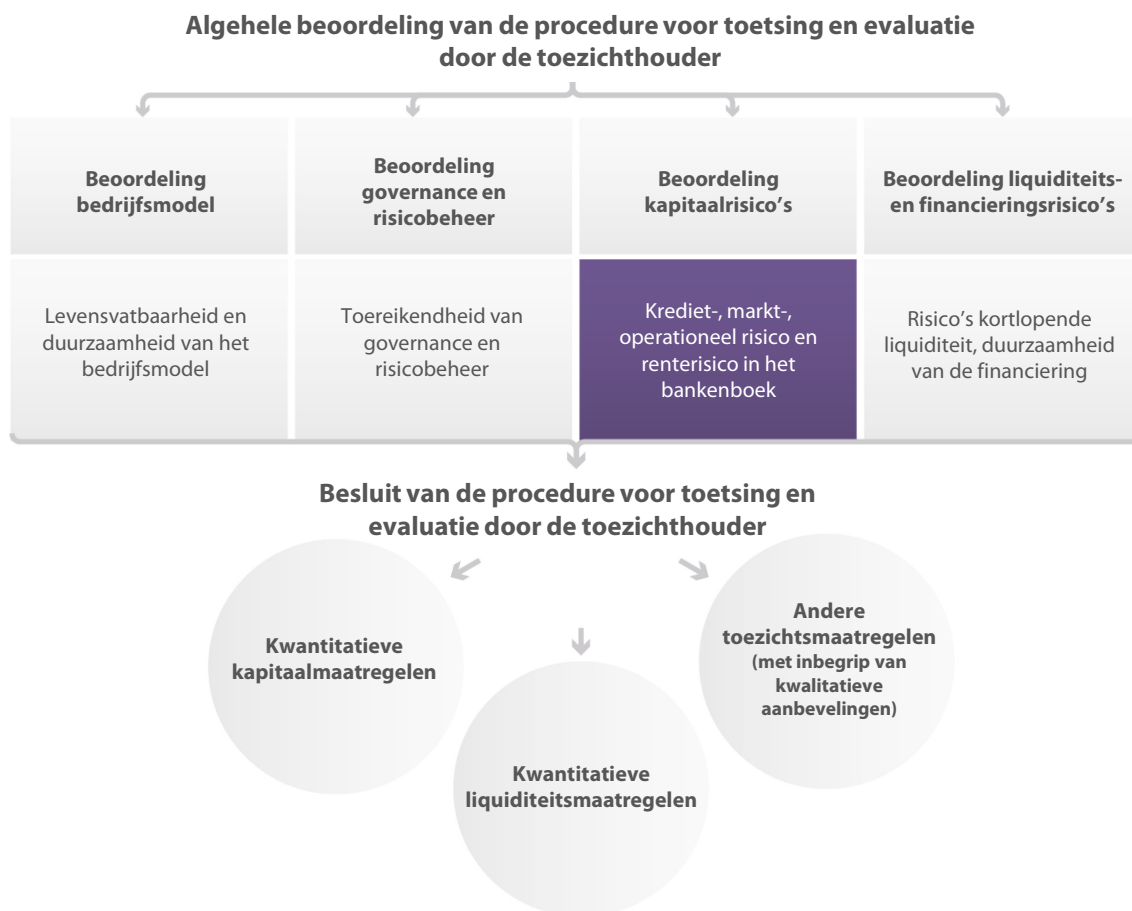 Algehele beoordeling van de procedure voor toetsing en evaluatie
door de toezichthouder
Beoordeling
bedrijfsmodel
Beoordeling
governance en
risicobeheer
Beoordeling
kapitaalrisico’s
Beoordeling liquiditeits-
en financieringsrisico’s
Levensvatbaarheid en
duurzaamheid van het
bedrijfsmodel
Toereikendheid van
governance en
risicobeheer
Krediet-, markt-,
operationeel risico en
renterisico in het
bankenboek
Risico’s kortlopende
liquiditeit, duurzaamheid
van de financiering
Besluit van de procedure voor toetsing en
evaluatie door de toezichthouder
Kwantitatieve
kapitaalmaatregelen
Kwantitatieve
liquiditeitsmaatregelen
Andere
toezichtsmaatregelen
(met inbegrip van
kwalitatieve
aanbevelingen)